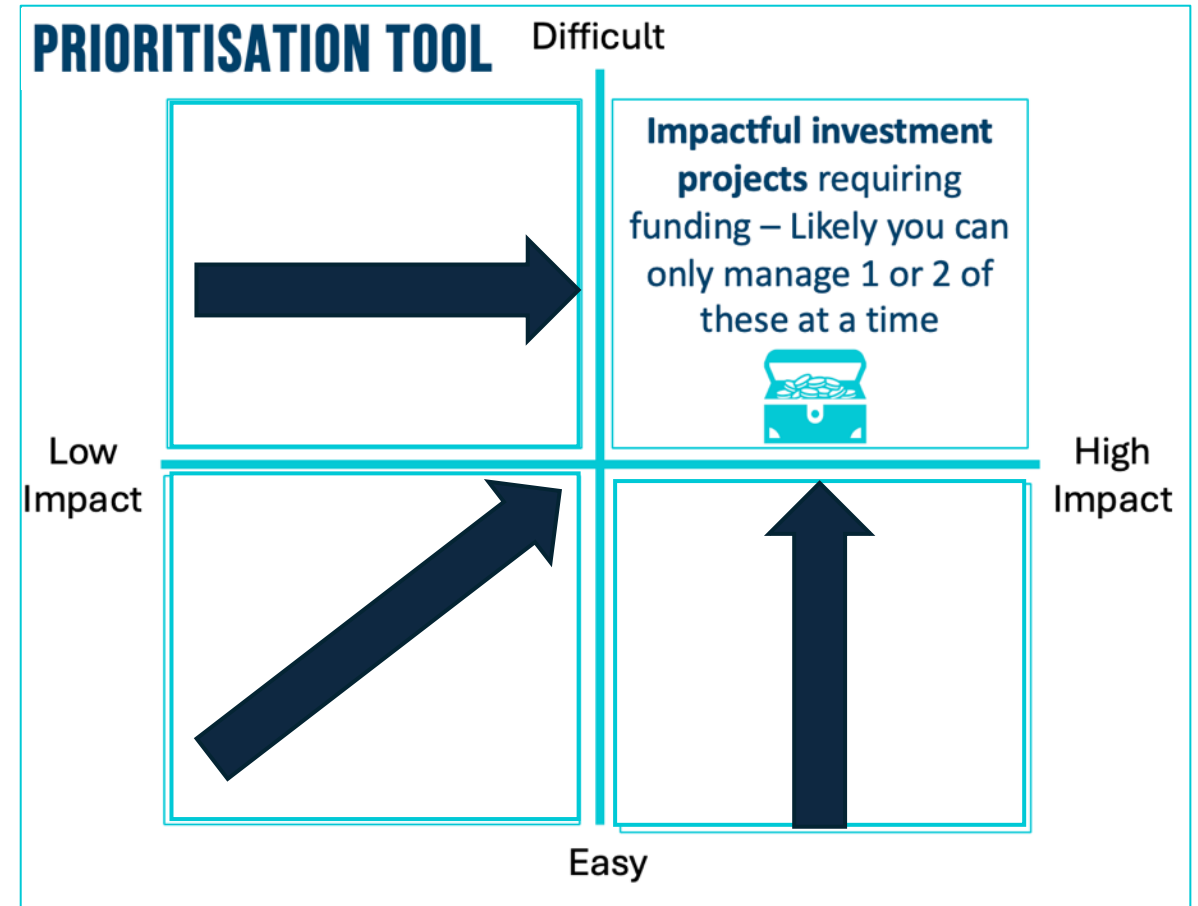 PRIORITISATION TOOL
Difficult
Impactful investment
projects requiring
funding – Likely you can
only manage 1 or 2 of
these at a time
Low
Impact
High
Impact
Easy